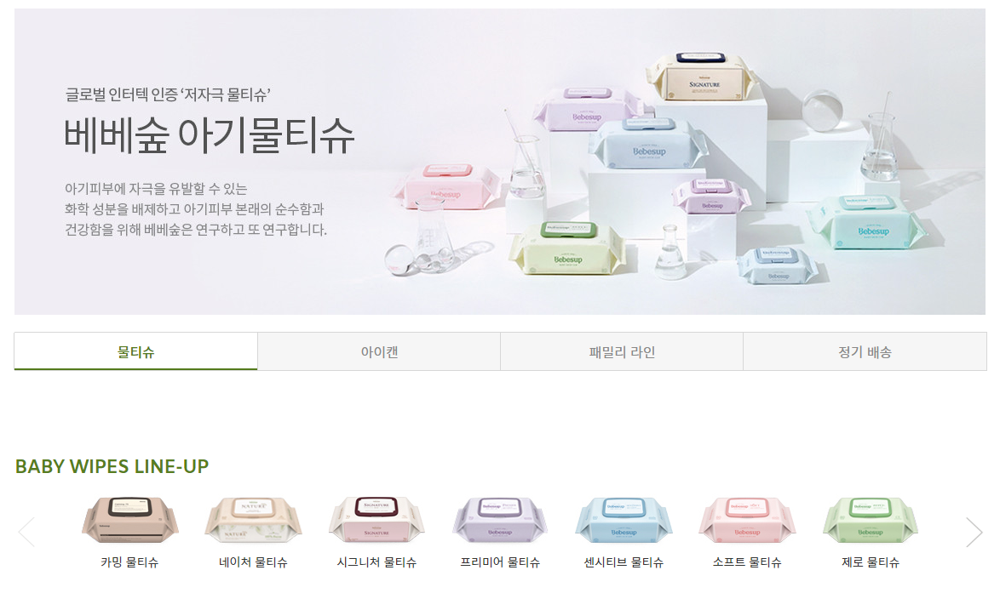 글로벌 인터텍 인증 ‘저자극 물티슈’
베베숲 아기물티슈
아기피부에 자극을 유발할 수 있는
화학 성분을 배제하고 아기피부 본래의 순수함과
건강함을 위해 베베숲은 연구하고 또 연구합니다.
SIGNATURE
Bebesup
Bebesup
Bebesup
Bebesup
Bebesup
Bebesup
Bebesup
물티슈
아이캔
패밀리 라인
정기 배송
BABY WIPES LINE-UP
NATURE
NATURE
SIGNATURE
SIGNATURE
Bebesup
Bebesup
Bebesup
Bebesup
카밍 물티슈
네이처 물티슈
시그니처 물티슈
프리미어 물티슈
센시티브 물티슈
소프트 물티슈
제로 물티슈